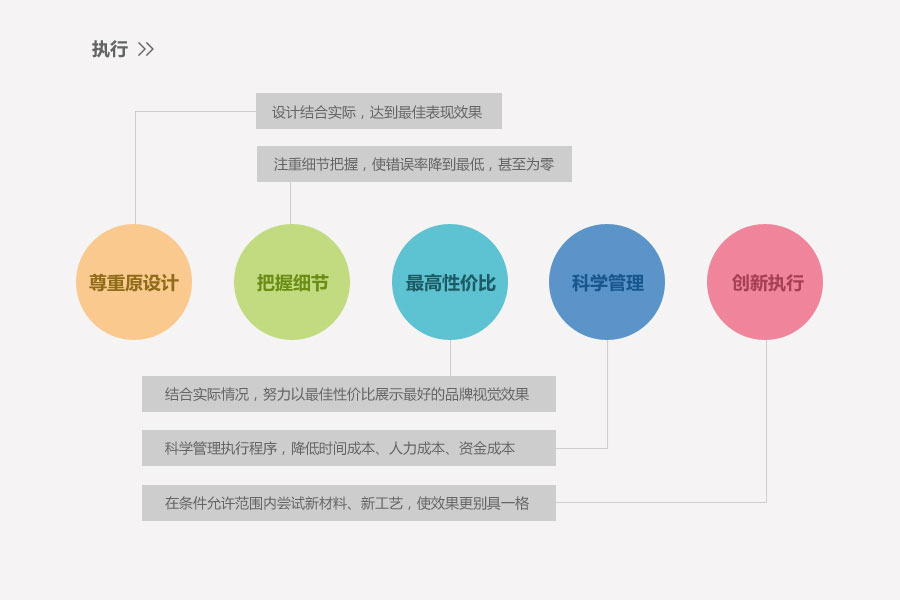 执行 >>
设计结合实际，达到最佳表现效果
注重细节把握，使错误率降到最低，甚至为零
尊重原设计
把握细节
最高性价比
科学管理
创新执行
结合实际情况，努力以最佳性价比展示最好的品牌视觉效果
科学管理执行程序，降低时间成本、人力成本、资金成本
在条件允许范围内尝试新材料、新工艺，使效果更别具一格